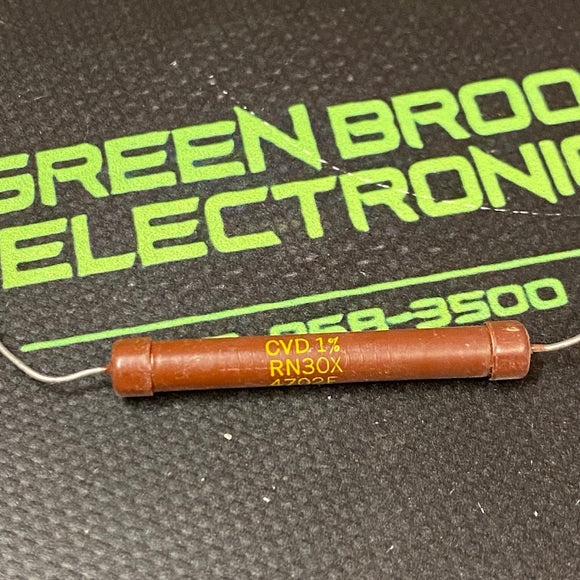 GREEN BROO
ELECTRONIC
958-3500
CVD. 1%
RN30X